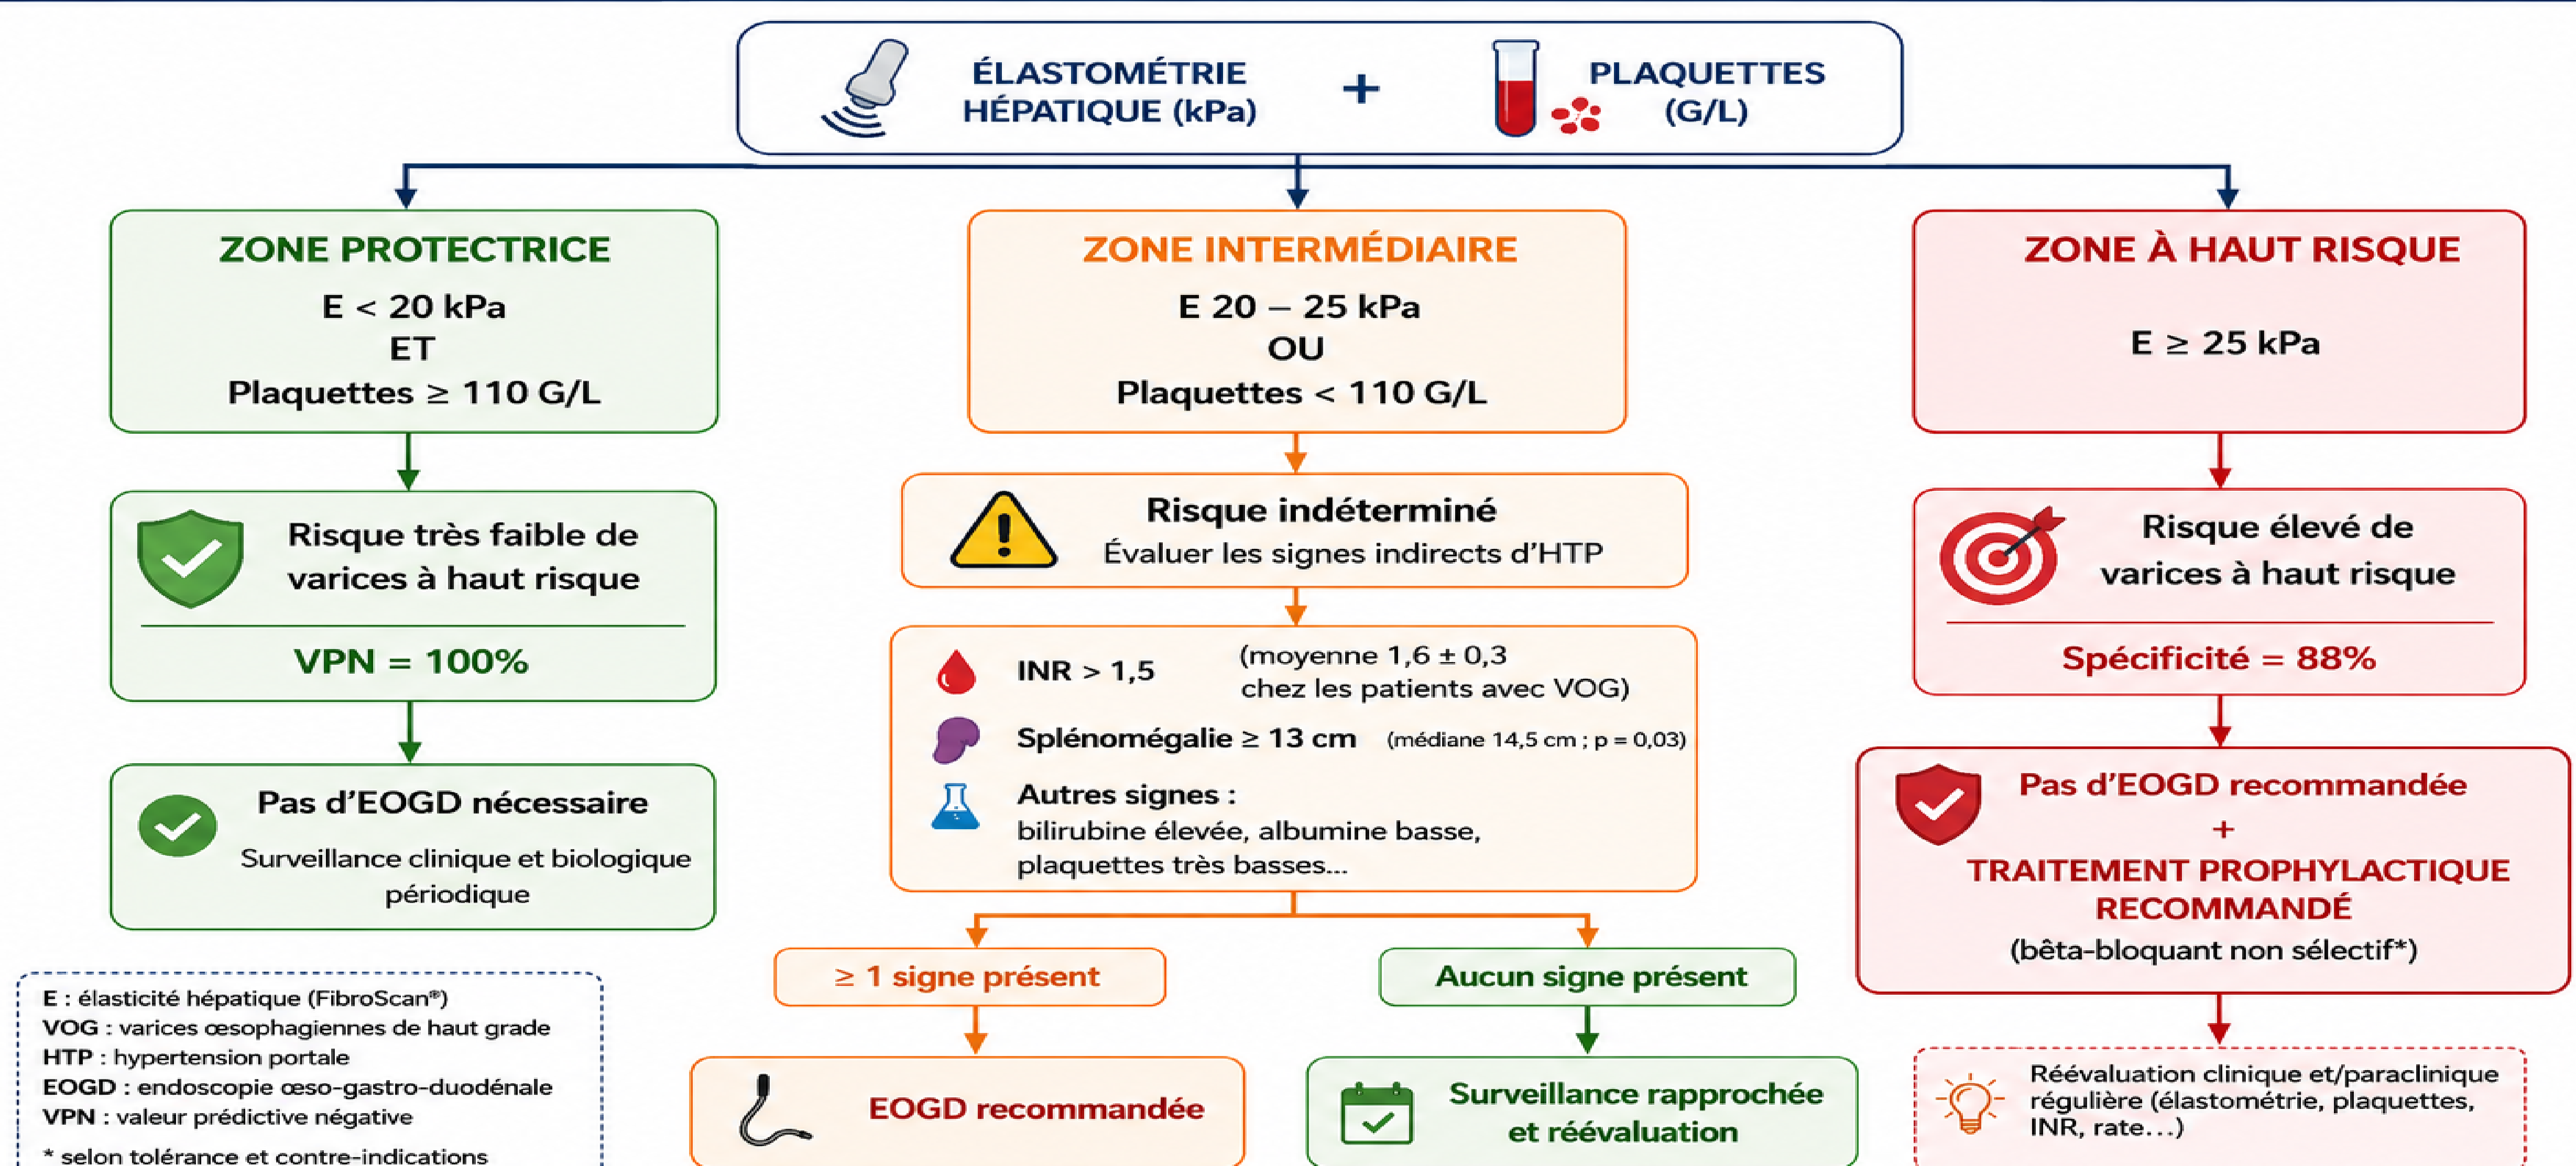 ÉLASTOMÉTRIE
HÉPATIQUE (kPa)
+
PLAQUETTES
(G/L)
ZONE PROTECTRICE
E < 20 kPa
ET
Plaquettes ≥ 110 G/L
Risque très faible de
varices à haut risque
VPN = 100%
Pas d’EOGD nécessaire
Surveillance clinique et biologique
périodique
ZONE INTERMÉDIAIRE
E 20 – 25 kPa
OU
Plaquettes < 110 G/L
Risque indéterminé
Évaluer les signes indirects d’HTP
INR > 1,5
(moyenne 1,6 ± 0,3
chez les patients avec VOG)
Splénomégalie ≥ 13 cm (médiane 14,5 cm ; p = 0,03)
Autres signes :
bilirubine élevée, albumine basse,
plaquettes très basses...
≥ 1 signe présent
EOGD recommandée
Aucun signe présent
Surveillance rapprochée
et réévaluation
ZONE À HAUT RISQUE
E ≥ 25 kPa
Risque élevé de
varices à haut risque
Spécificité = 88%
Pas d’EOGD recommandée
+
TRAITEMENT PROPHYLACTIQUE
RECOMMANDÉ
(bêta-bloquant non sélectif*)
Réévaluation clinique et/paraclinique
régulière (élastométrie, plaquettes,
INR, rate...)
E : élasticité hépatique (FibroScan®)
VOG : varices œsophagiennes de haut grade
HTP : hypertension portale
EOGD : endoscopie œso-gastro-duodénale
VPN : valeur prédictive négative
* selon tolérance et contre-indications